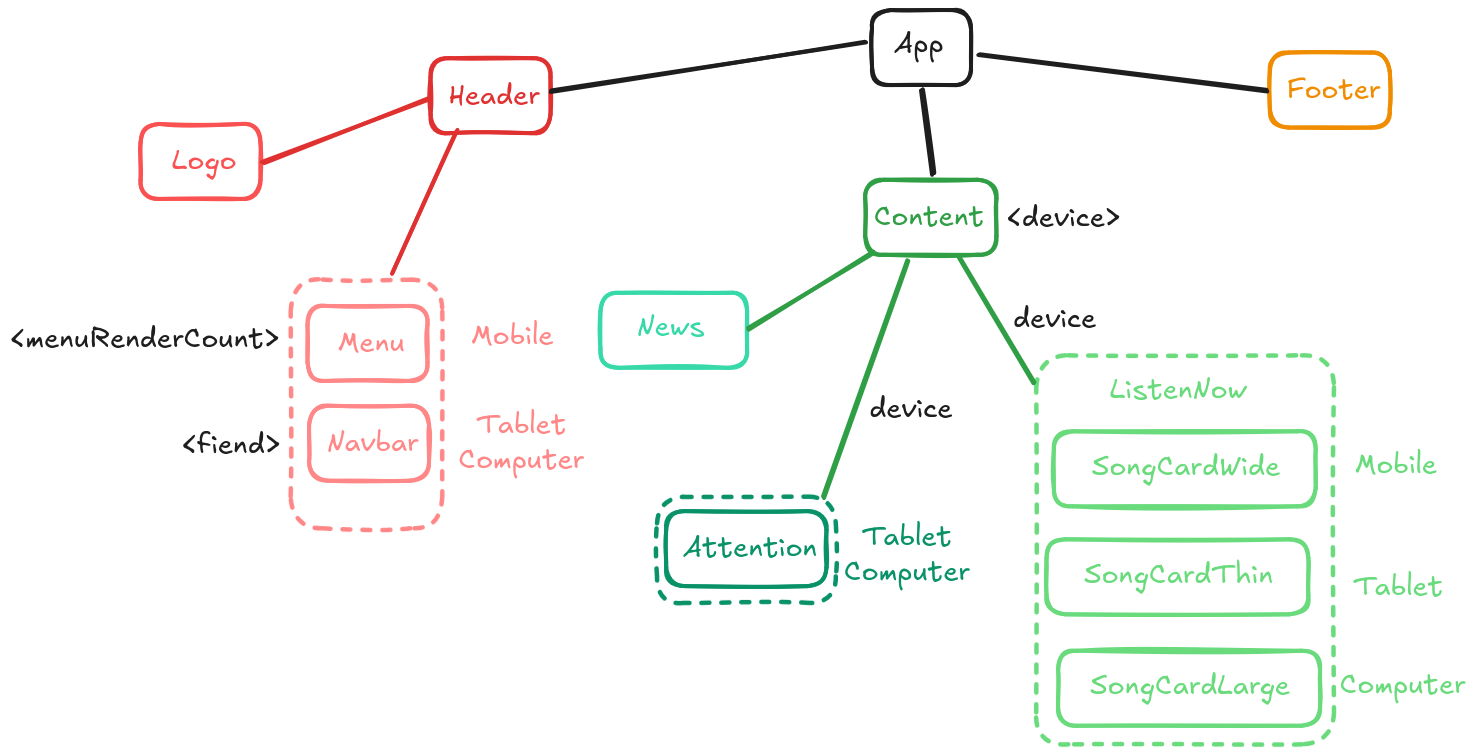 App
Header
Footer
Logo
Content
<device>
News
device
<menuRenderCount>
Menu
Mobile
device
ListenNow
<fiend>
Navbar
Tablet
Computer
SongCardWide
Mobile
Attention
Tablet
Computer
SongCardThin
Tablet
SongCardLarge
Computer